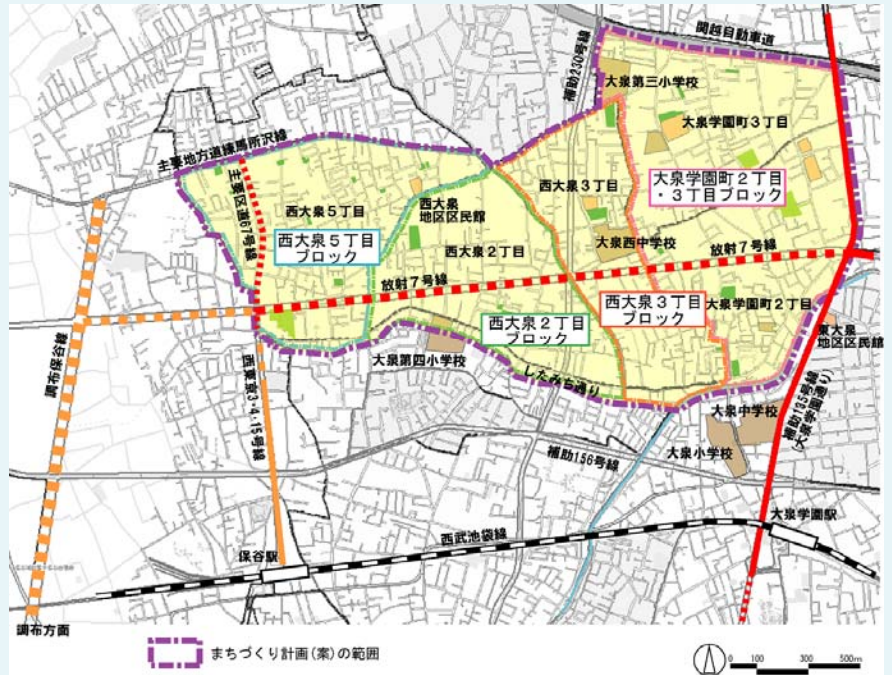 関越自動車道
補助230号線
大泉第三小学校
大泉学園町3丁目
主要地方道練馬所沢線
主要区道67号線
西大泉5丁目
西大泉
地区区民館
西大泉3丁目
大泉学園町2丁目
・3丁目ブロック
西大泉5丁目
ブロック
西大泉2丁目
大泉西中学校
放射7号線
放射7号線
西大泉2丁目
ブロック
西大泉3丁目
ブロック
大泉学園町2丁目
東大泉
地区区民館
調布保谷線
大泉第四小学校
したみち通り
西東京3・4・15号線
大泉中学校
補助135号線
(大泉学園通り)
大泉小学校
補助156号線
大泉学園駅
西武池袋線
保谷駅
調布方面
まちづくり計画(案)の範囲
0 100 300 500m